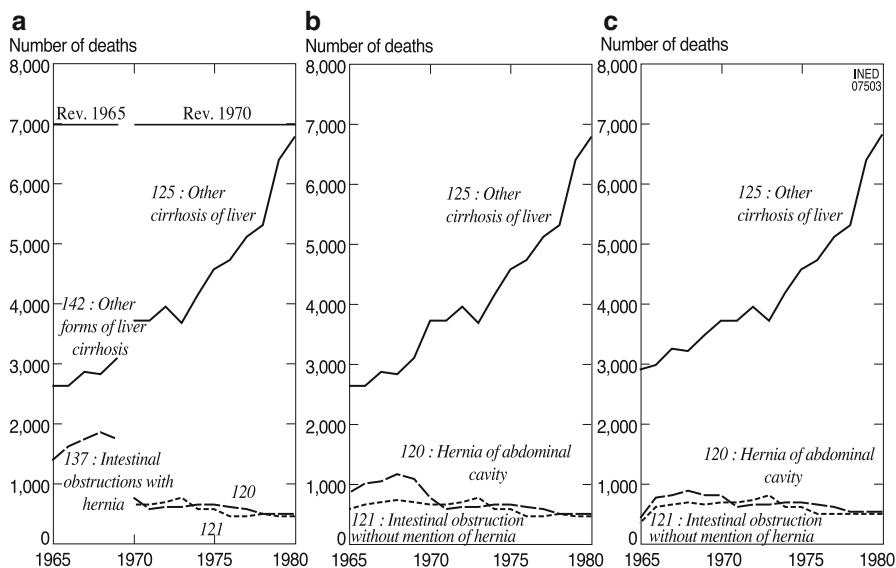 a
Number of deaths
8,000
7,000
6,000
5,000
4,000
3,000
2,000
1,000
0
1965
1970
1975
1980
Rev. 1965
Rev. 1970
125 : Other
cirrhosis of liver
142 : Other
forms of liver
cirrhosis
137 : Intestinal
obstructions with
hernia
120
121
b
Number of deaths
8,000
7,000
6,000
5,000
4,000
3,000
2,000
1,000
0
1965
1970
1975
1980
125 : Other
cirrhosis of liver
120 : Hernia of abdominal
cavity
121 : Intestinal obstruction
without mention of hernia
c
Number of deaths
8,000
7,000
6,000
5,000
4,000
3,000
2,000
1,000
0
1965
1970
1975
1980
INED
07503
125 : Other
cirrhosis of liver
120 : Hernia of abdominal
cavity
121 : Intestinal obstruction
without mention of hernia